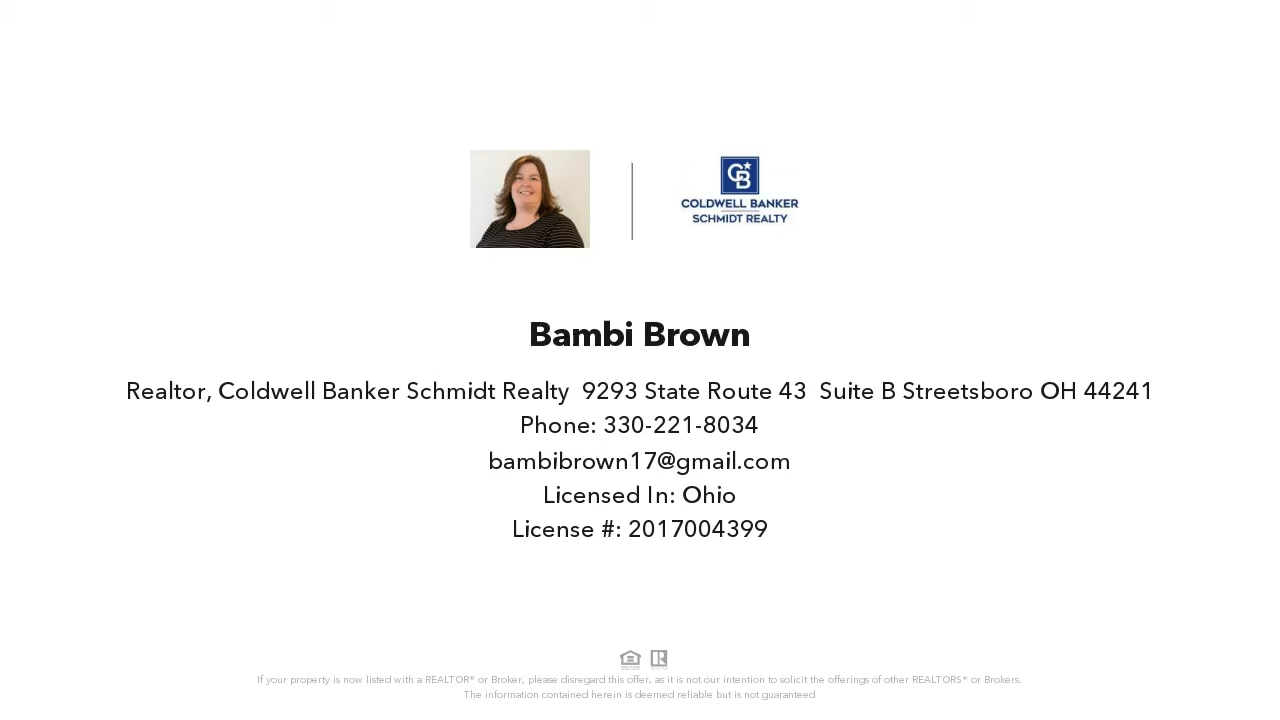 CB
COLDWELL BANKER
SCHMIDT REALTY
Bambi Brown
Realtor, Coldwell Banker Schmidt Realty  9293 State Route 43  Suite B Streetsboro OH 44241
Phone: 330-221-8034
bambibrown17@gmail.com
Licensed In: Ohio
License #: 2017004399
R
If your property is now listed with a REALTOR® or Broker, please disregard this offer, as it is not our intention to solicit the offerings of other REALTORS® or Brokers.
The information contained herein is deemed reliable but is not guaranteed